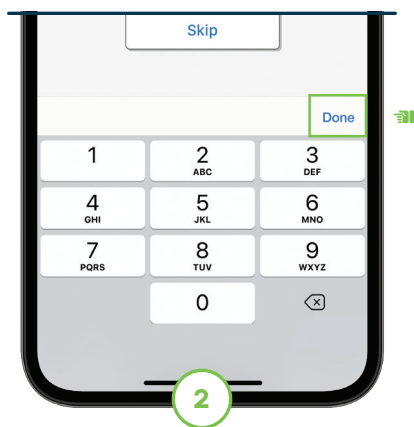 Skip
Done
1 2 3
ABC DEF
4 5 6
GHI JKL MNO
7 8 9
PQRS TUV WXYZ
0
2